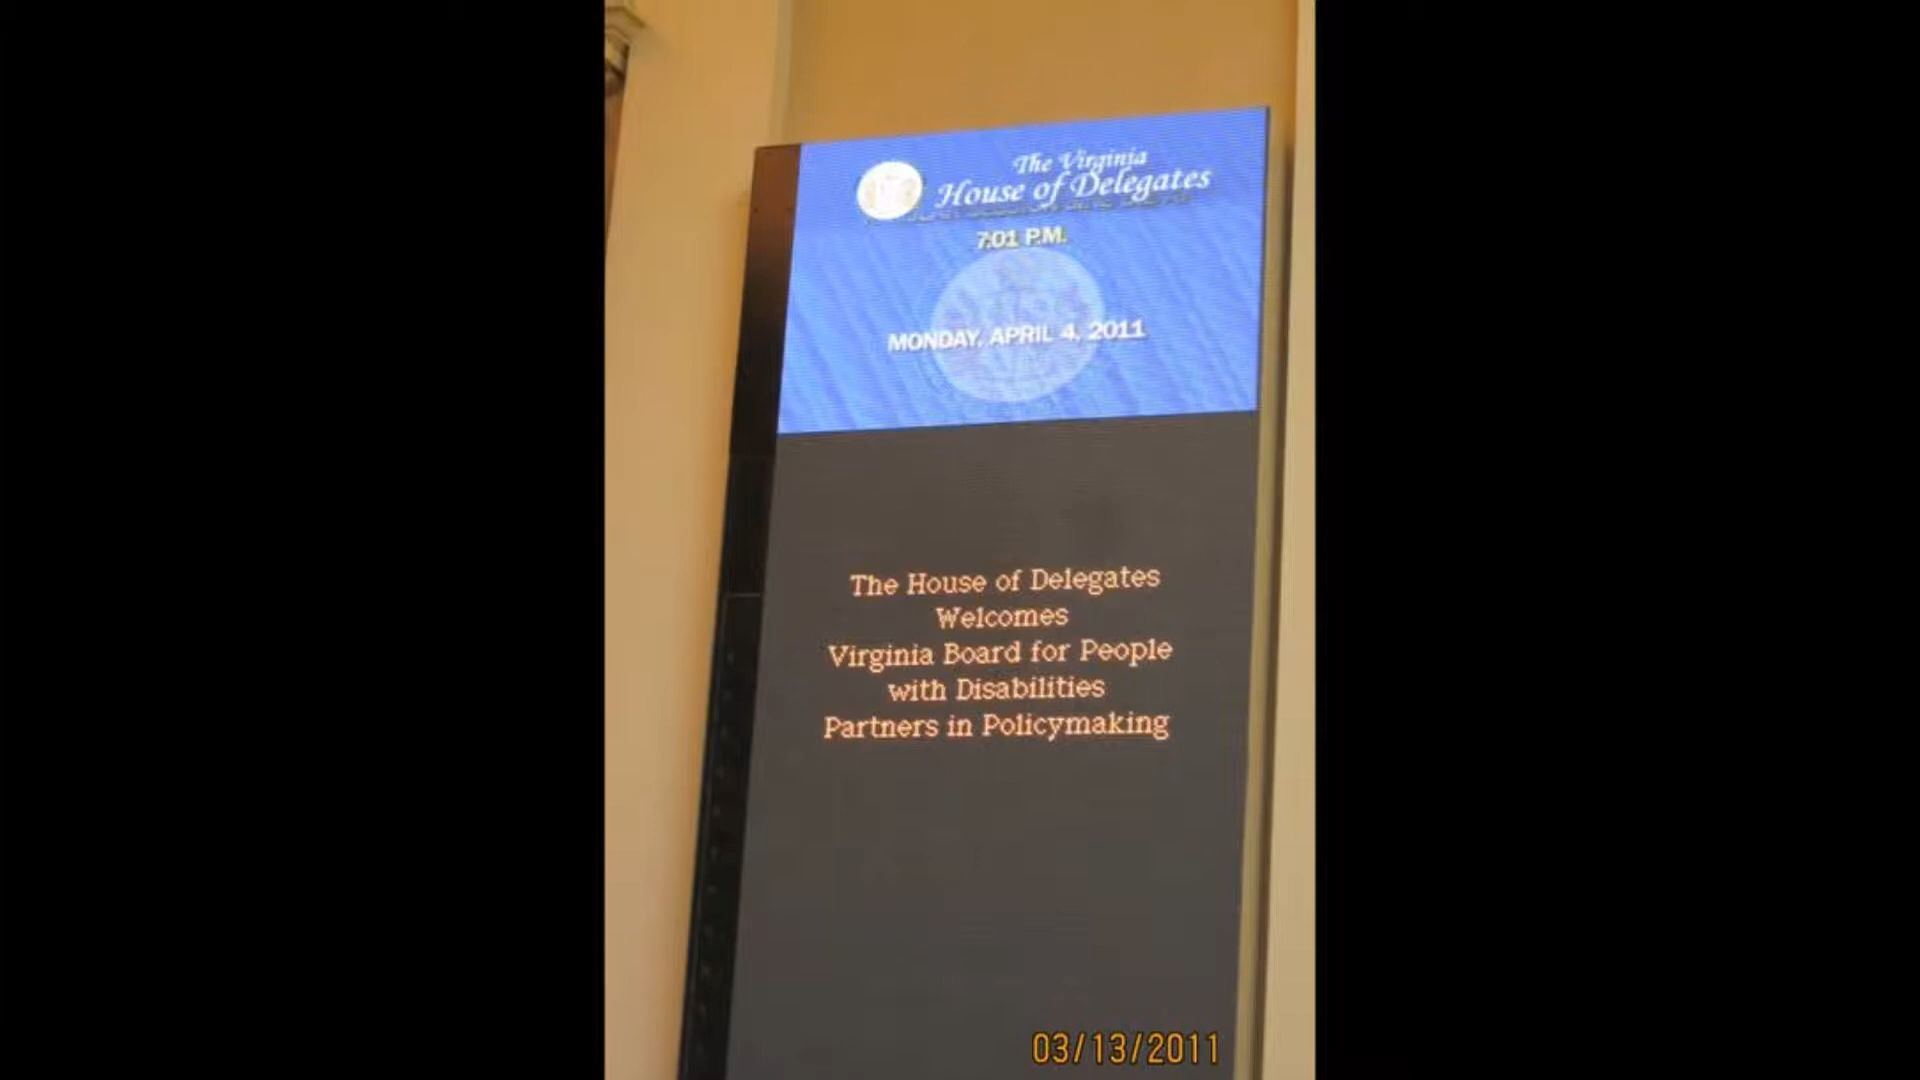 The Virginia
House of Delegates
7:01 P.M.
MONDAY, APRIL 4, 2011
The House of Delegates
Welcomes
Virginia Board for People
with Disabilities
Partners in Policymaking
03/13/2011